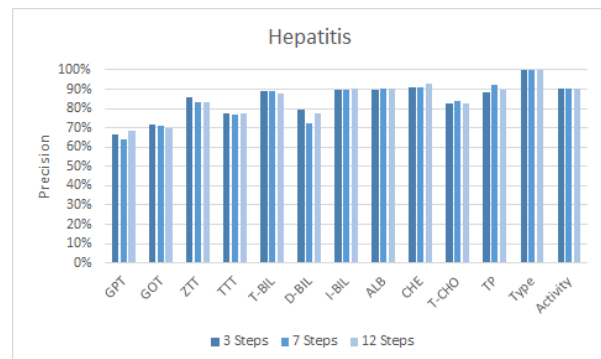 Hepatitis
100%
90%
80%
70%
60%
50%
40%
30%
20%
10%
0%
Precision
GPT
GOT
ZTT
TTT
T-BIL
D-BIL
I-BIL
ALB
CHE
T-CHO
TP
Type
Activity
3 Steps 7 Steps 12 Steps